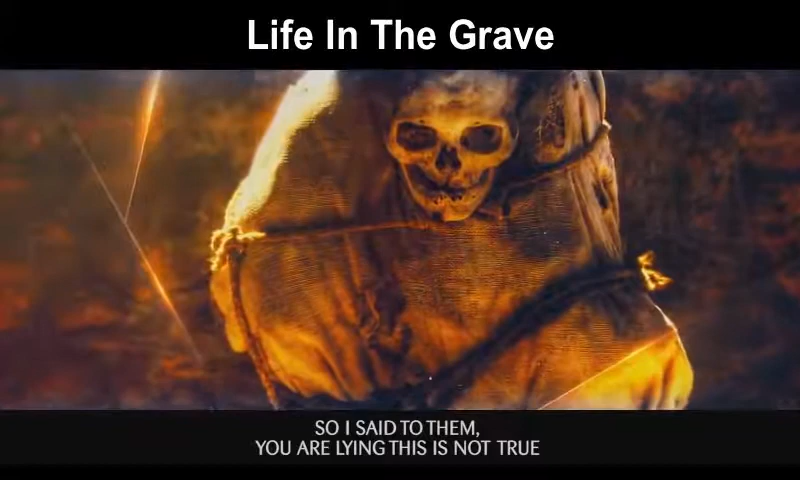 Life In The Grave
SO I SAID TO THEM,
YOU ARE LYING THIS IS NOT TRUE